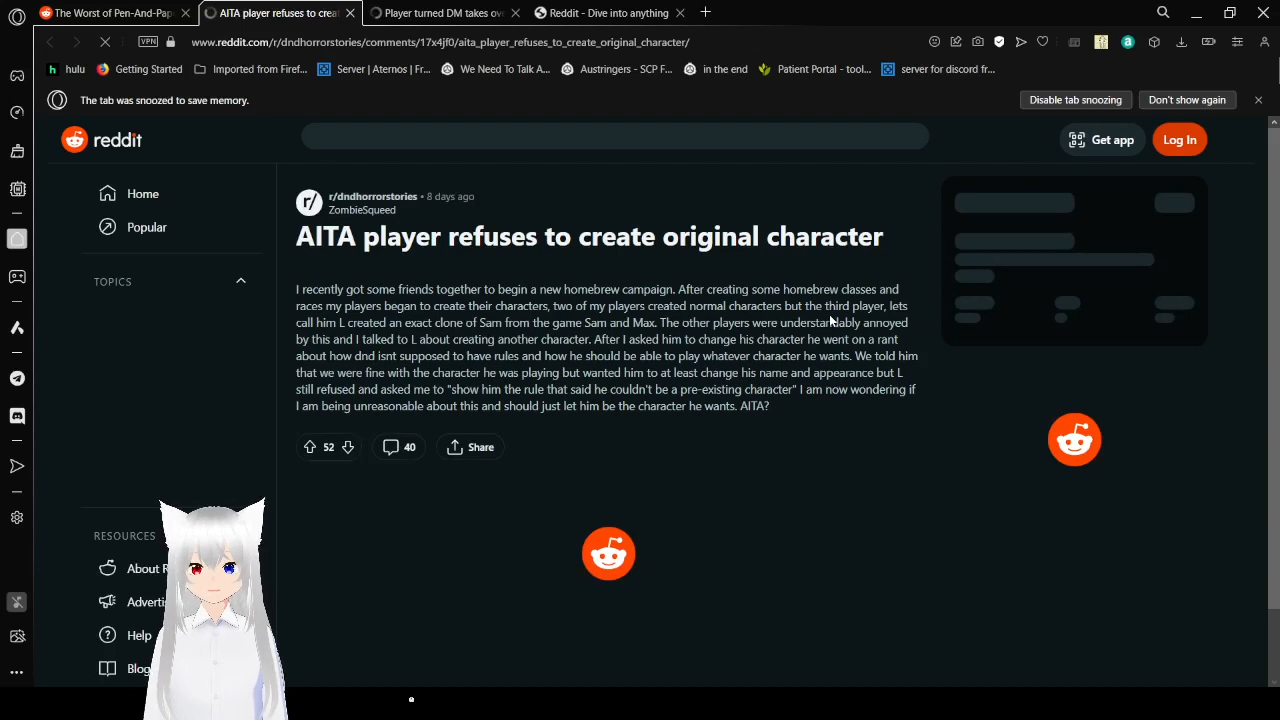 The Worst of Pen-And-Pap
AITA player refuses to creat
Player turned DM takes ov
Reddit - Dive into anything
VPN
www.reddit.com/r/dndhorrorstories/comments/17x4jf0/aita_player_refuses_to_create_original_character/
hulu
Getting Started
Imported from Firef...
Server | Aternos | Fr...
We Need To Talk A...
Austringers - SCP F...
in the end
Patient Portal - tool...
server for discord fr...
The tab was snoozed to save memory.
Disable tab snoozing
Don't show again
reddit
Get app
Log In
Home
Popular
TOPICS
RESOURCES
About R
Adverti
Help
Blog
r/
r/dndhorrorstories • 8 days ago
ZombieSqueed
AITA player refuses to create original character
I recently got some friends together to begin a new homebrew campaign. After creating some homebrew classes and
races my players began to create their characters, two of my players created normal characters but the third player, lets
call him L created an exact clone of Sam from the game Sam and Max. The other players were understandably annoyed
by this and I talked to L about creating another character. After I asked him to change his character he went on a rant
about how dnd isnt supposed to have rules and how he should be able to play whatever character he wants. We told him
that we were fine with the character he was playing but wanted him to at least change his name and appearance but L
still refused and asked me to "show him the rule that said he couldn't be a pre-existing character" I am now wondering if
I am being unreasonable about this and should just let him be the character he wants. AITA?
52
40
Share